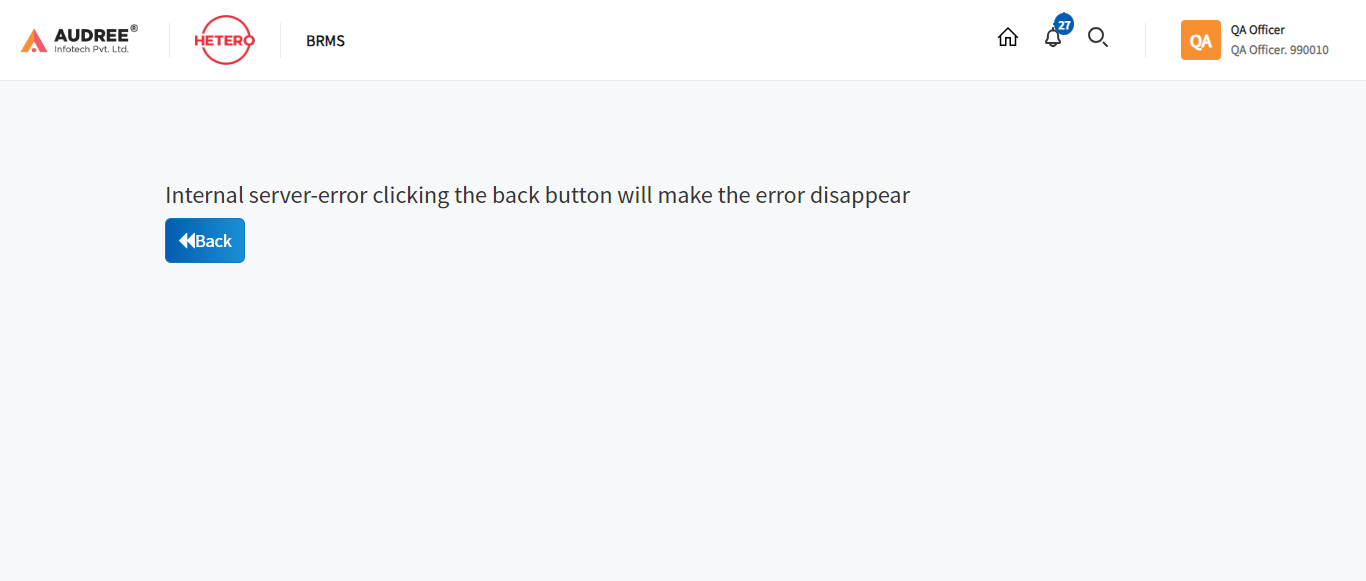 AUDREE®
Infotech Pvt. Ltd.
HETERO
BRMS
27
QA
QA Officer
QA Officer. 990010
Internal server-error clicking the back button will make the error disappear
Back